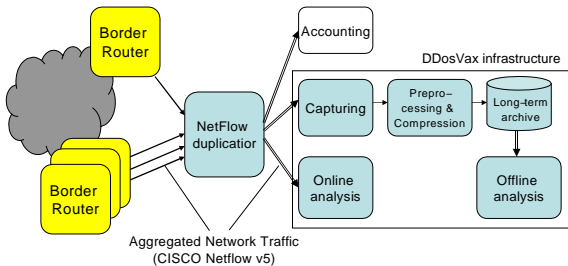 Border
Router
Accounting
DDosVax infrastructure
NetFlow
duplicatior
Capturing
Prepro–
cessing &
Compression
Long-term
archive
Border
Router
Online
analysis
Offline
analysis
Aggregated Network Traffic
(CISCO Netflow v5)